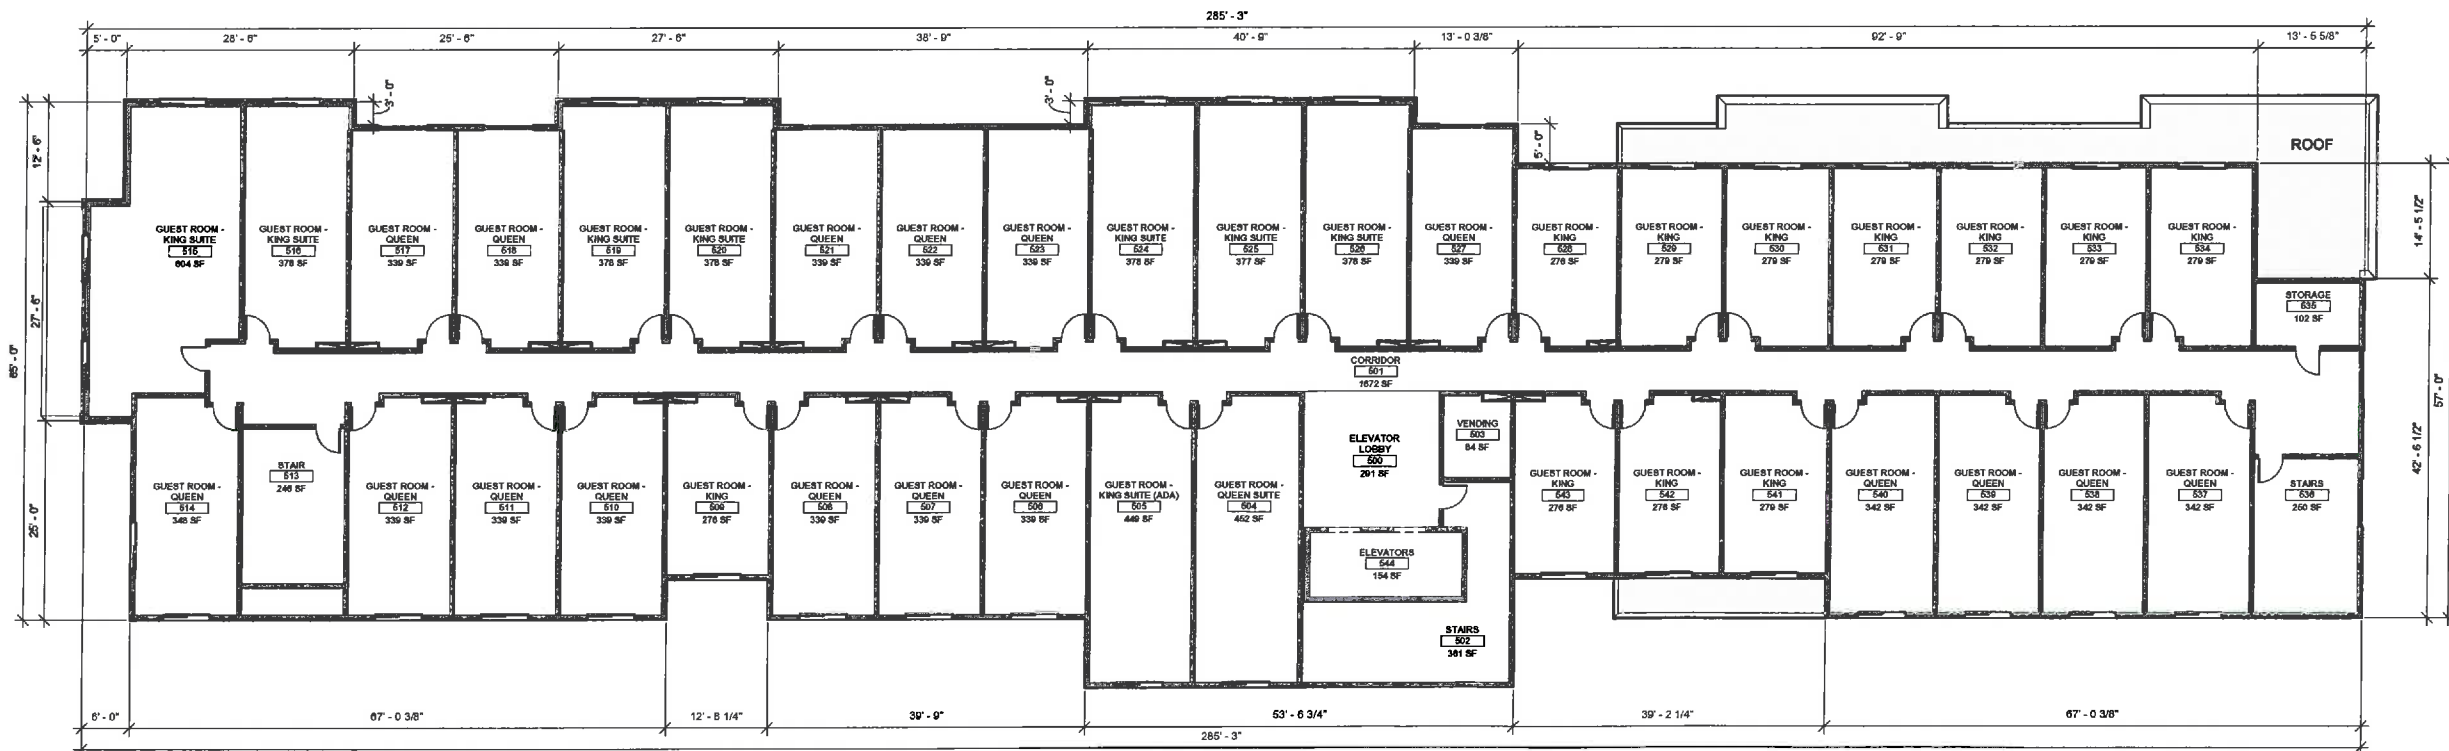 285' - 3"
5' - 0"
28' - 6"
25' - 6"
27' - 6"
38' - 9"
40' - 9"
13' - 0 3/8"
92' - 9"
13' - 5 5/8"
3' - 0"
3' - 0"
5' - 0"
12' - 6"
27' - 6"
65' - 0"
25' - 0"
14' - 5 1/2"
57' - 0"
42' - 6 1/2"
ROOF
GUEST ROOM -
KING SUITE
515
604 SF
GUEST ROOM -
KING SUITE
516
378 SF
GUEST ROOM -
QUEEN
517
339 SF
GUEST ROOM -
QUEEN
518
339 SF
GUEST ROOM -
KING SUITE
519
378 SF
GUEST ROOM -
KING SUITE
520
378 SF
GUEST ROOM -
QUEEN
521
339 SF
GUEST ROOM -
QUEEN
522
339 SF
GUEST ROOM -
QUEEN
523
339 SF
GUEST ROOM -
KING SUITE
524
378 SF
GUEST ROOM -
KING SUITE
525
377 SF
GUEST ROOM -
KING SUITE
526
378 SF
GUEST ROOM -
QUEEN
527
339 SF
GUEST ROOM -
KING
528
276 SF
GUEST ROOM -
KING
529
279 SF
GUEST ROOM -
KING
530
279 SF
GUEST ROOM -
KING
531
279 SF
GUEST ROOM -
KING
532
279 SF
GUEST ROOM -
KING
533
279 SF
GUEST ROOM -
KING
534
279 SF
STORAGE
535
102 SF
CORRIDOR
501
1672 SF
GUEST ROOM -
QUEEN
514
348 SF
STAIR
513
246 SF
GUEST ROOM -
QUEEN
512
339 SF
GUEST ROOM -
QUEEN
511
339 SF
GUEST ROOM -
QUEEN
510
339 SF
GUEST ROOM -
KING
509
276 SF
GUEST ROOM -
QUEEN
508
339 SF
GUEST ROOM -
QUEEN
507
339 SF
GUEST ROOM -
QUEEN
506
339 SF
GUEST ROOM -
KING SUITE (ADA)
505
449 SF
GUEST ROOM -
QUEEN SUITE
504
452 SF
ELEVATOR
LOBBY
500
291 SF
VENDING
503
84 SF
ELEVATORS
544
154 SF
STAIRS
502
361 SF
GUEST ROOM -
KING
543
276 SF
GUEST ROOM -
KING
542
276 SF
GUEST ROOM -
KING
541
279 SF
GUEST ROOM -
QUEEN
540
342 SF
GUEST ROOM -
QUEEN
539
342 SF
GUEST ROOM -
QUEEN
538
342 SF
GUEST ROOM -
QUEEN
537
342 SF
STAIRS
536
250 SF
6' - 0"
67' - 0 3/8"
12' - 8 1/4"
39' - 9"
53' - 6 3/4"
39' - 2 1/4"
67' - 0 3/8"
285' - 3"